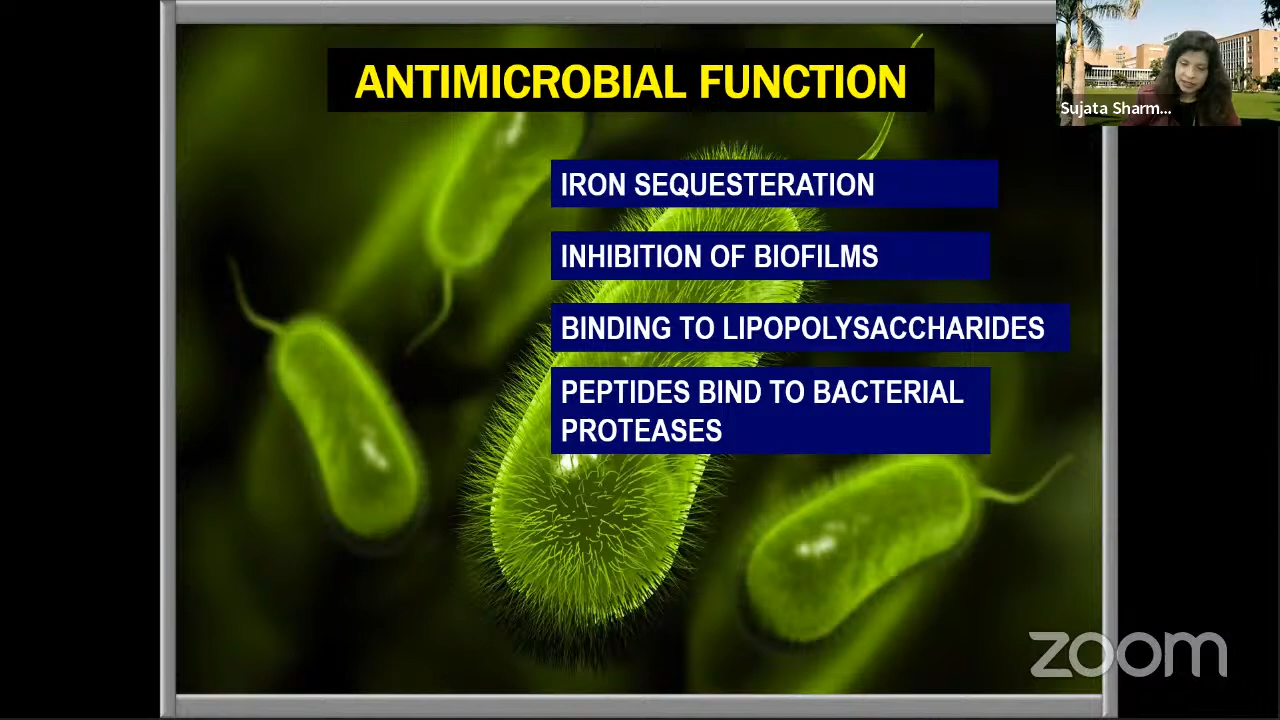 ANTIMICROBIAL FUNCTION
Sujata Sharm...
IRON SEQUESTERATION
INHIBITION OF BIOFILMS
BINDING TO LIPOPOLYSACCHARIDES
PEPTIDES BIND TO BACTERIAL
PROTEASES
zoom